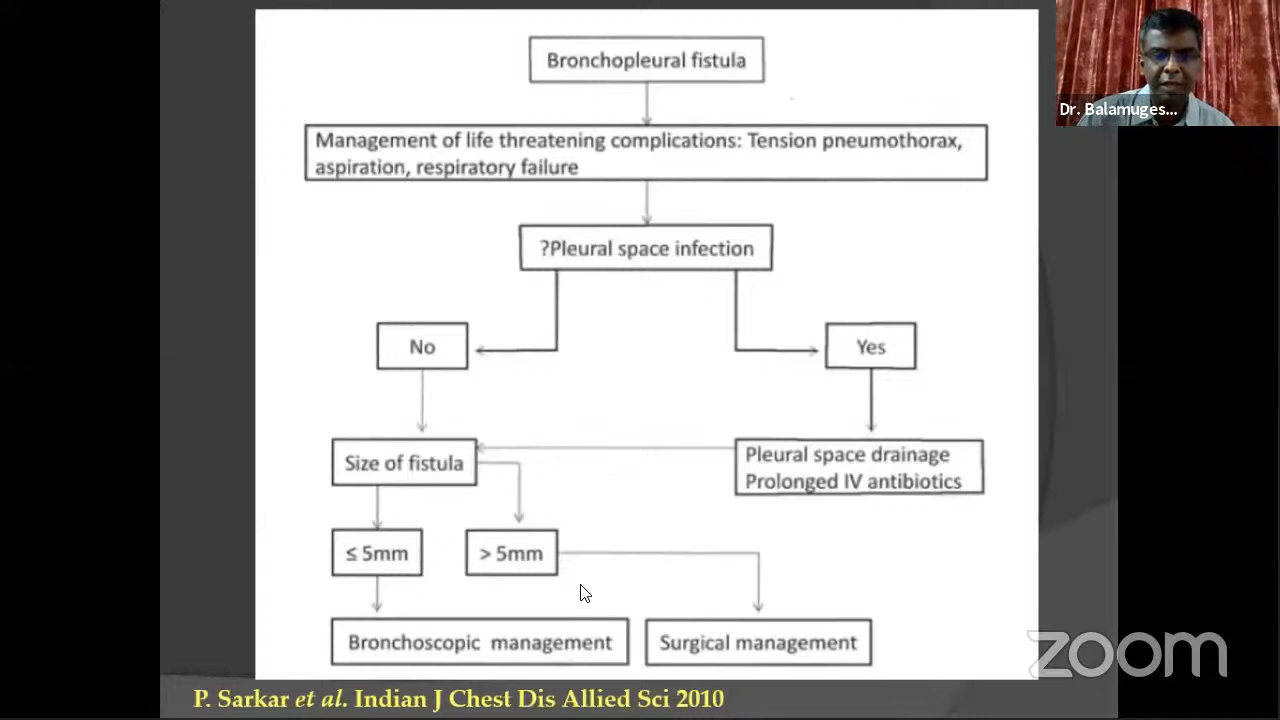 Bronchopleural fistula
Dr. Balamuges...
Management of life threatening complications: Tension pneumothorax,
aspiration, respiratory failure
?Pleural space infection
No
Yes
Size of fistula
Pleural space drainage
Prolonged IV antibiotics
≤ 5mm
> 5mm
Bronchoscopic management
Surgical management
zoom
P. Sarkar et al. Indian J Chest Dis Allied Sci 2010